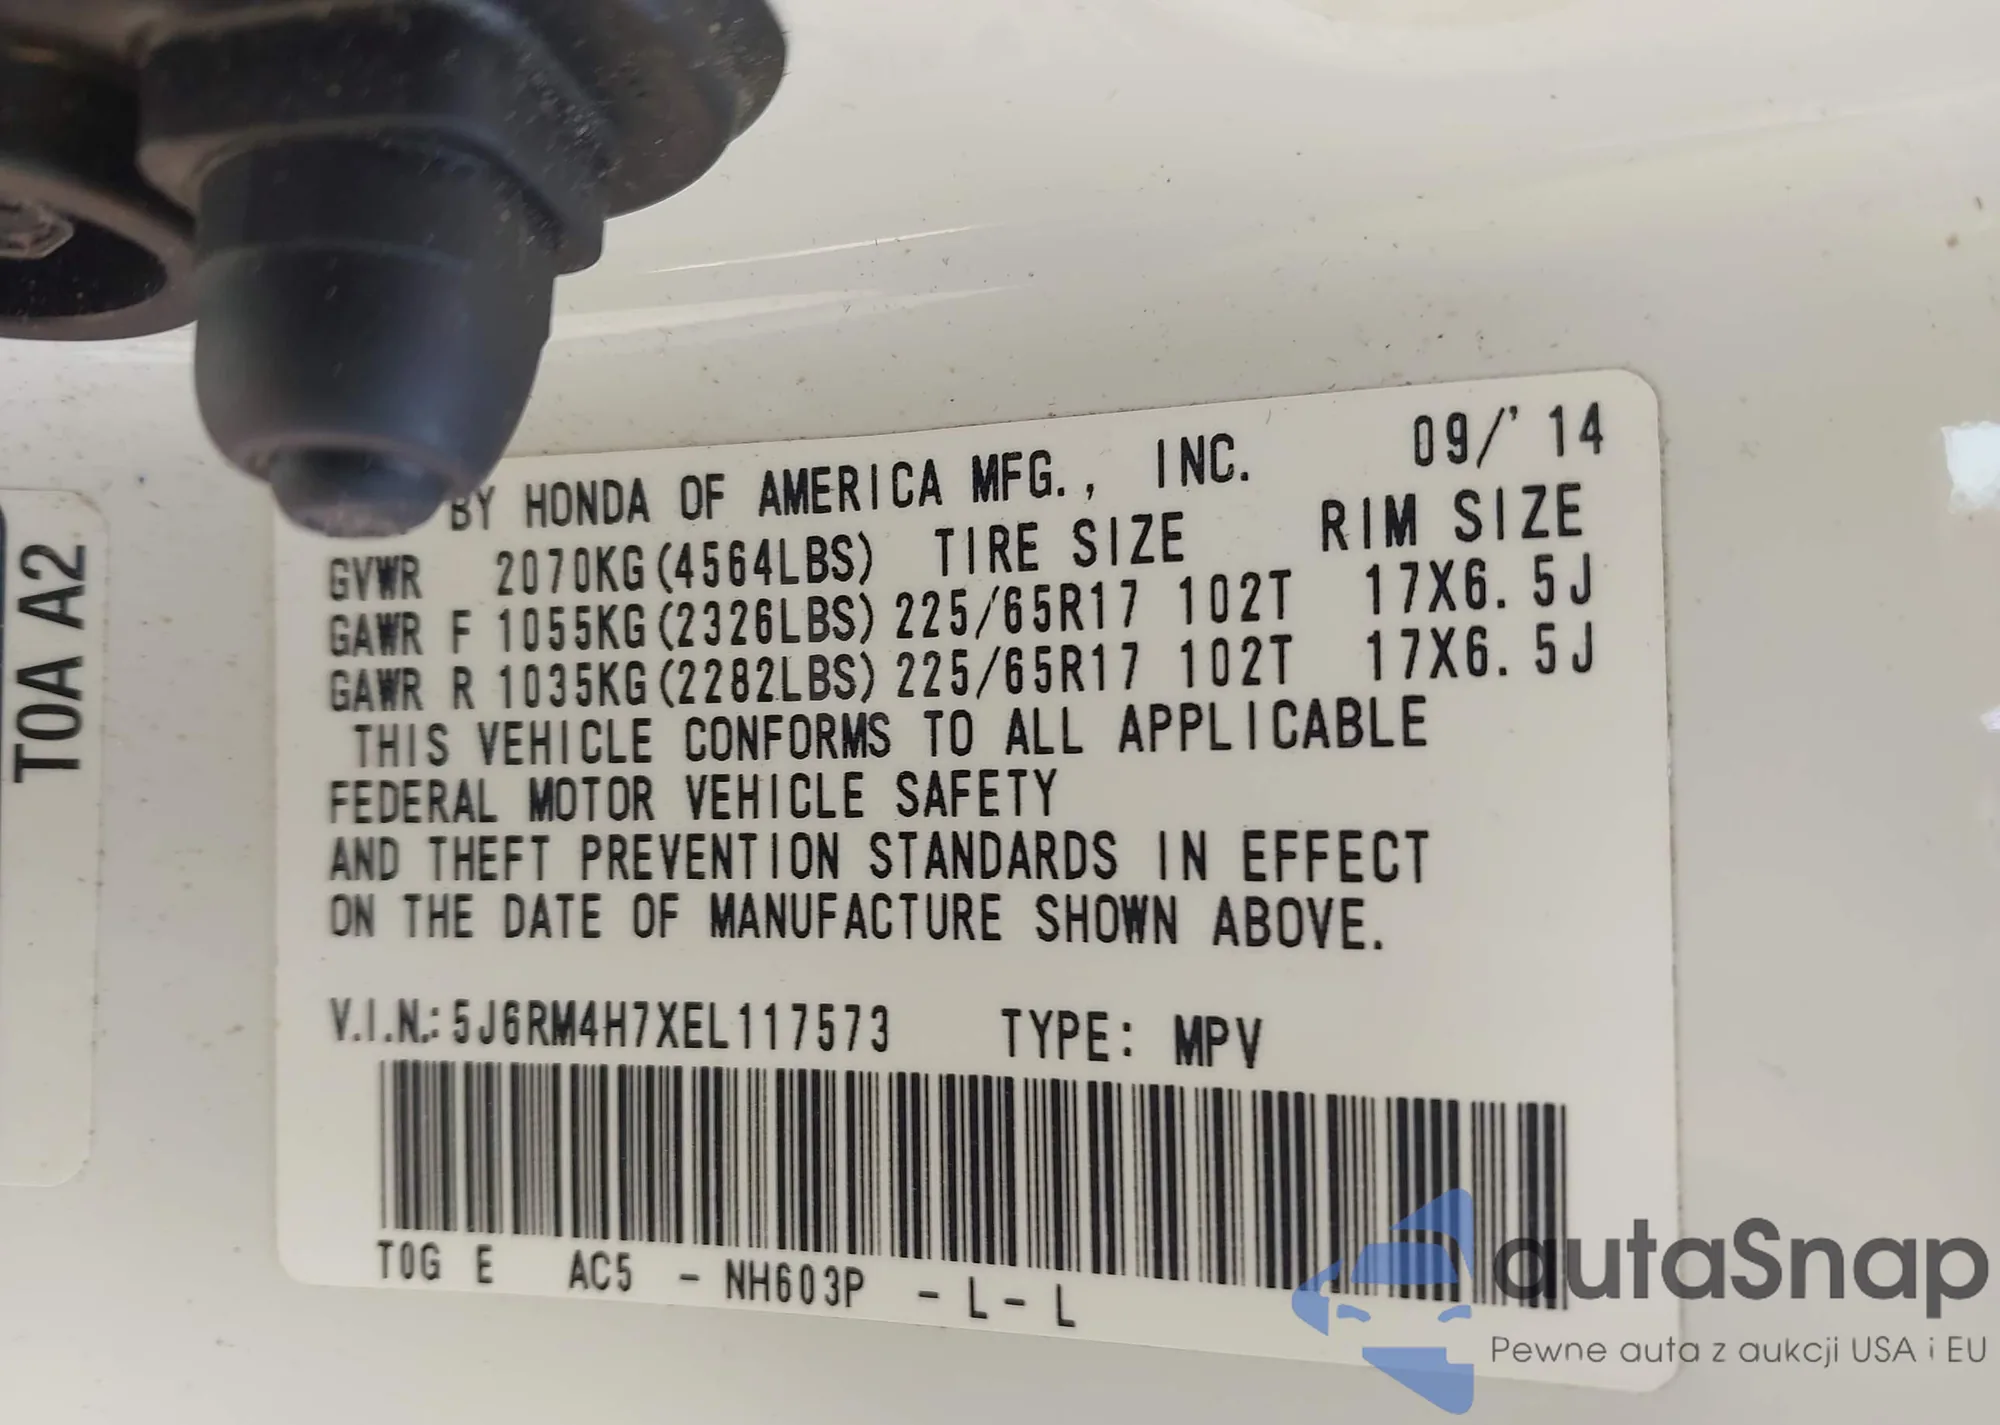 BY HONDA OF AMERICA MFG., INC. 09/'14
GVWR 2070KG(4564LBS) TIRE SIZE RIM SIZE
GAWR F 1055KG(2326LBS) 225/65R17 102T 17X6.5J
GAWR R 1035KG(2282LBS) 225/65R17 102T 17X6.5J
THIS VEHICLE CONFORMS TO ALL APPLICABLE
FEDERAL MOTOR VEHICLE SAFETY
AND THEFT PREVENTION STANDARDS IN EFFECT
ON THE DATE OF MANUFACTURE SHOWN ABOVE.
V.I.N.: 5J6RM4H7XEL117573 TYPE: MPV
T0G E AC5 - NH603P - L - L
T0A A2
autaSnap
Pewne auta z aukcji USA i EU